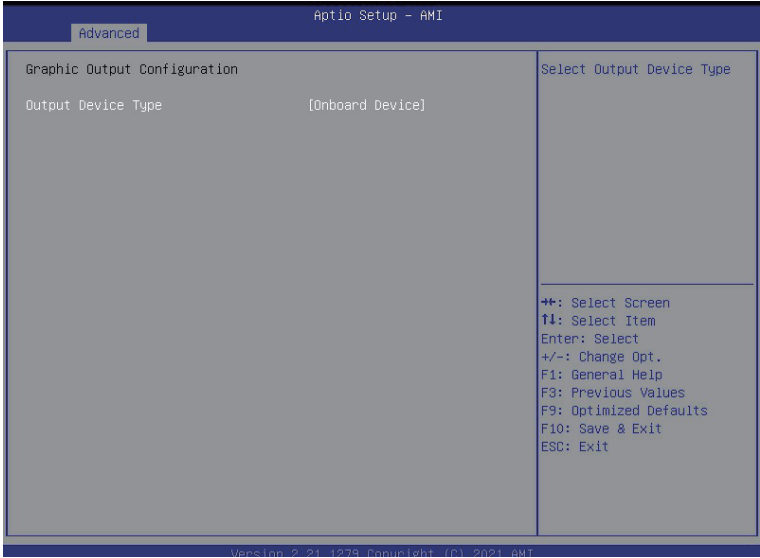 Aptio Setup – AMI
Advanced
Graphic Output Configuration
Output Device Type [Onboard Device]
Select Output Device Type
→←: Select Screen
↑↓: Select Item
Enter: Select
+/-: Change Opt.
F1: General Help
F3: Previous Values
F9: Optimized Defaults
F10: Save & Exit
ESC: Exit
Version 2.21.1279 Copyright (C) 2021 AMI